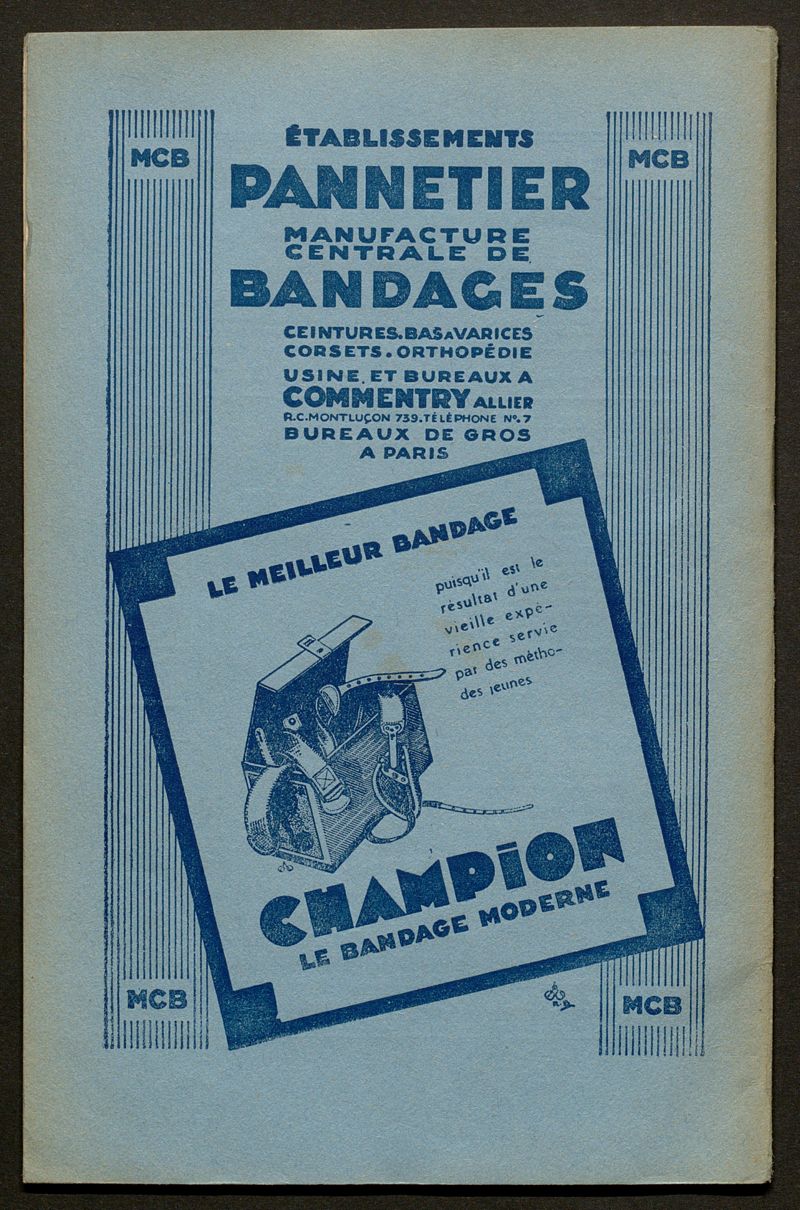 MCB
MCB
ÉTABLISSEMENTS
PANNETIER
MANUFACTURE
CENTRALE DE
BANDAGES
CEINTURES.BAS A VARICES
CORSETS.ORTHOPÉDIE
USINE. ET BUREAUX A
COMMENTRY ALLIER
R.C.MONTLUÇON 739.TÉLÉPHONE No.7
BUREAUX DE GROS
A PARIS
LE MEILLEUR BANDAGE
puisqu'il est le
résultat d'une
vieille expé-
rience servie
par des métho-
des jeunes
CHAMPION
LE BANDAGE MODERNE
MCB
MCB